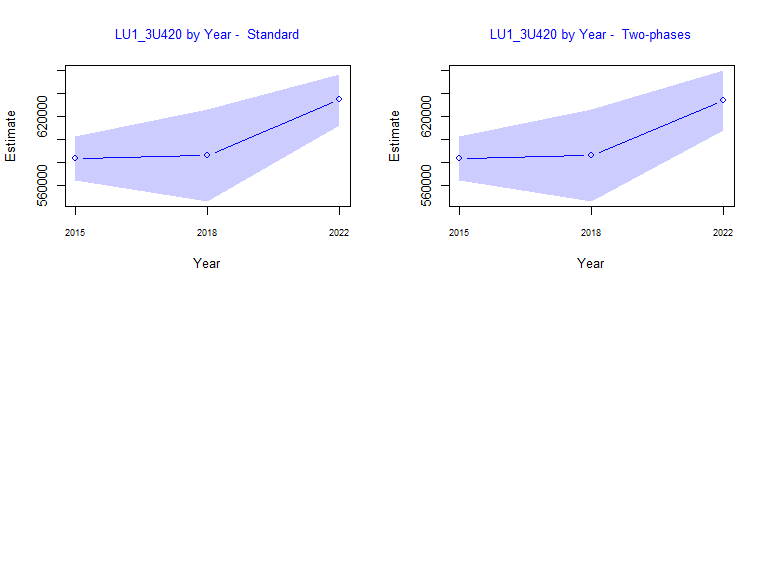 LU1_3U420 by Year -  Standard
Estimate
620000
560000
2015
2018
2022
Year
LU1_3U420 by Year -  Two-phases
Estimate
620000
560000
2015
2018
2022
Year